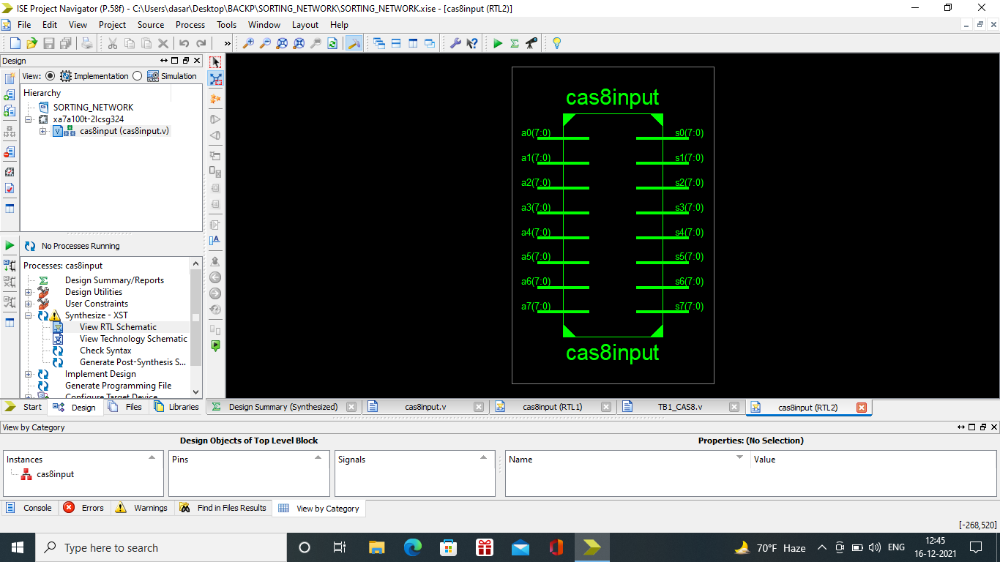 ISE Project Navigator (P.58f) - C:\Users\dasar\Desktop\BACKP\SORTING_NETWORK\SORTING_NETWORK.xise - [cas8input (RTL2)]
File Edit View Project Source Process Tools Window Layout Help
»
Design
View: Implementation Simulation
Hierarchy
SORTING_NETWORK
xa7a100t-2lcsg324
cas8input (cas8input.v)
No Processes Running
Processes: cas8input
Design Summary/Reports
Design Utilities
User Constraints
Synthesize - XST
View RTL Schematic
View Technology Schematic
Check Syntax
Generate Post-Synthesis S...
Implement Design
Generate Programming File
Configure Target Device
Start Design Files Libraries
cas8input
a0(7:0) s0(7:0)
a1(7:0) s1(7:0)
a2(7:0) s2(7:0)
a3(7:0) s3(7:0)
a4(7:0) s4(7:0)
a5(7:0) s5(7:0)
a6(7:0) s6(7:0)
a7(7:0) s7(7:0)
cas8input
Design Summary (Synthesized) cas8input.v cas8input (RTL1) TB1_CAS8.v cas8input (RTL2)
View by Category
Design Objects of Top Level Block Properties: (No Selection)
Instances Pins Signals Name Value
cas8input
Console Errors Warnings Find in Files Results View by Category
[-268,520]
Type here to search
70°F Haze ENG 12:45
16-12-2021